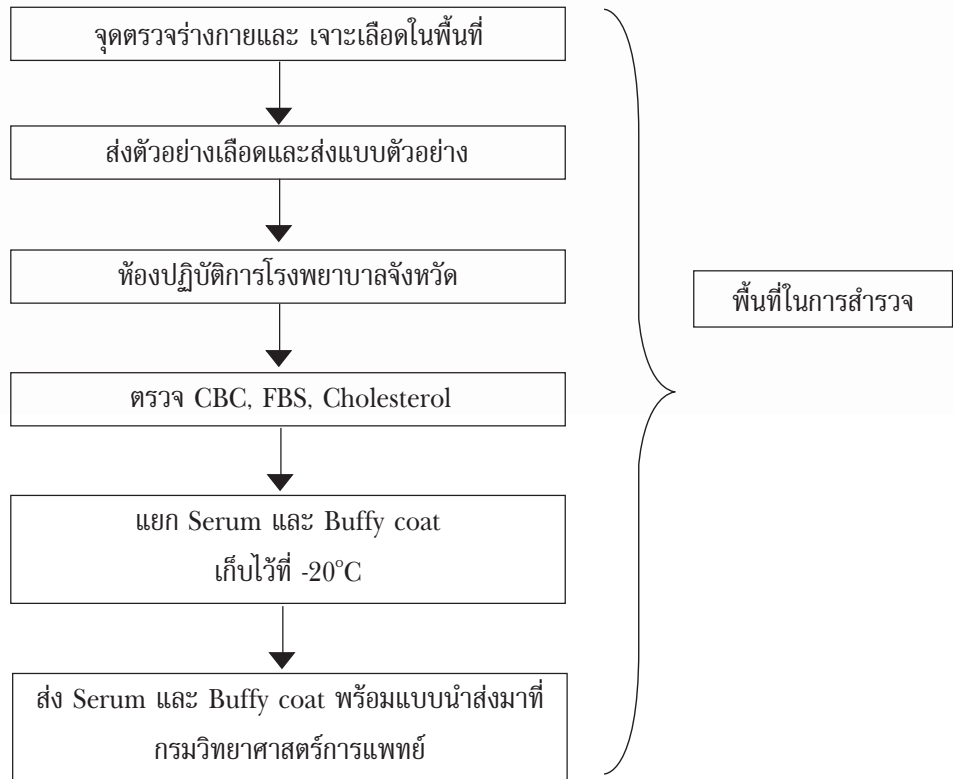 จุดตรวจร่างกายและ เจาะเลือดในพื้นที่
ส่งตัวอย่างเลือดและส่งแบบตัวอย่าง
ห้องปฏิบัติการโรงพยาบาลจังหวัด
พื้นที่ในการสำรวจ
ตรวจ CBC, FBS, Cholesterol
แยก Serum และ Buffy coat
เก็บไว้ที่ -20°C
ส่ง Serum และ Buffy coat พร้อมแบบนำส่งมาที่
กรมวิทยาศาสตร์การแพทย์